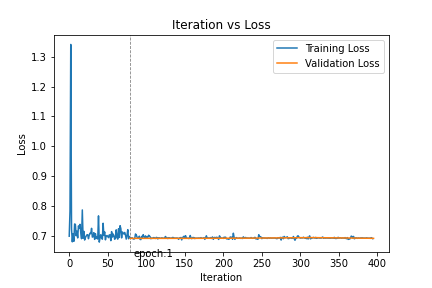 Iteration vs Loss
Training Loss
Validation Loss
1.3
1.2
1.1
1.0
0.9
0.8
0.7
Loss
epoch:1
0 50 100 150 200 250 300 350 400
Iteration